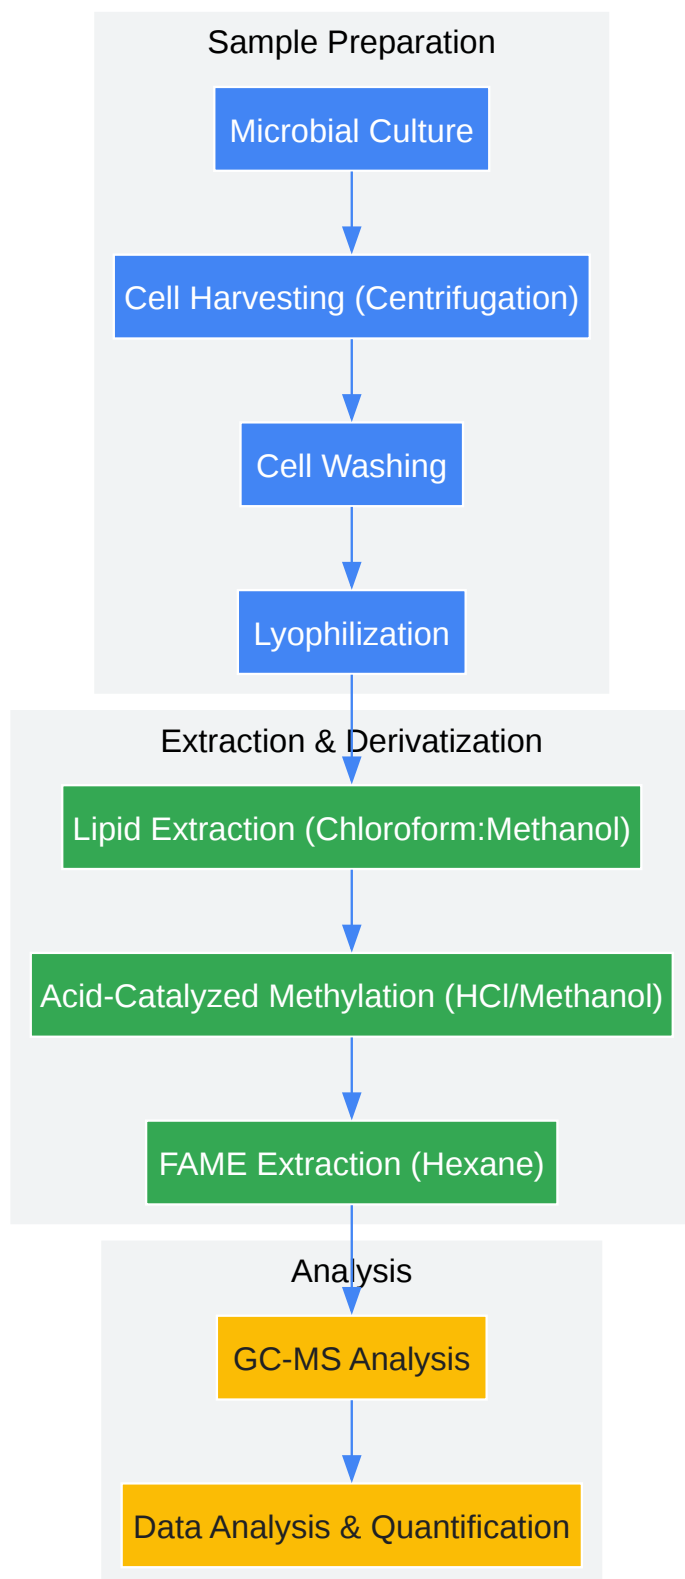 Sample Preparation
Microbial Culture
Cell Harvesting (Centrifugation)
Cell Washing
Lyophilization
Extraction & Derivatization
Lipid Extraction (Chloroform:Methanol)
Acid-Catalyzed Methylation (HCl/Methanol)
FAME Extraction (Hexane)
Analysis
GC-MS Analysis
Data Analysis & Quantification